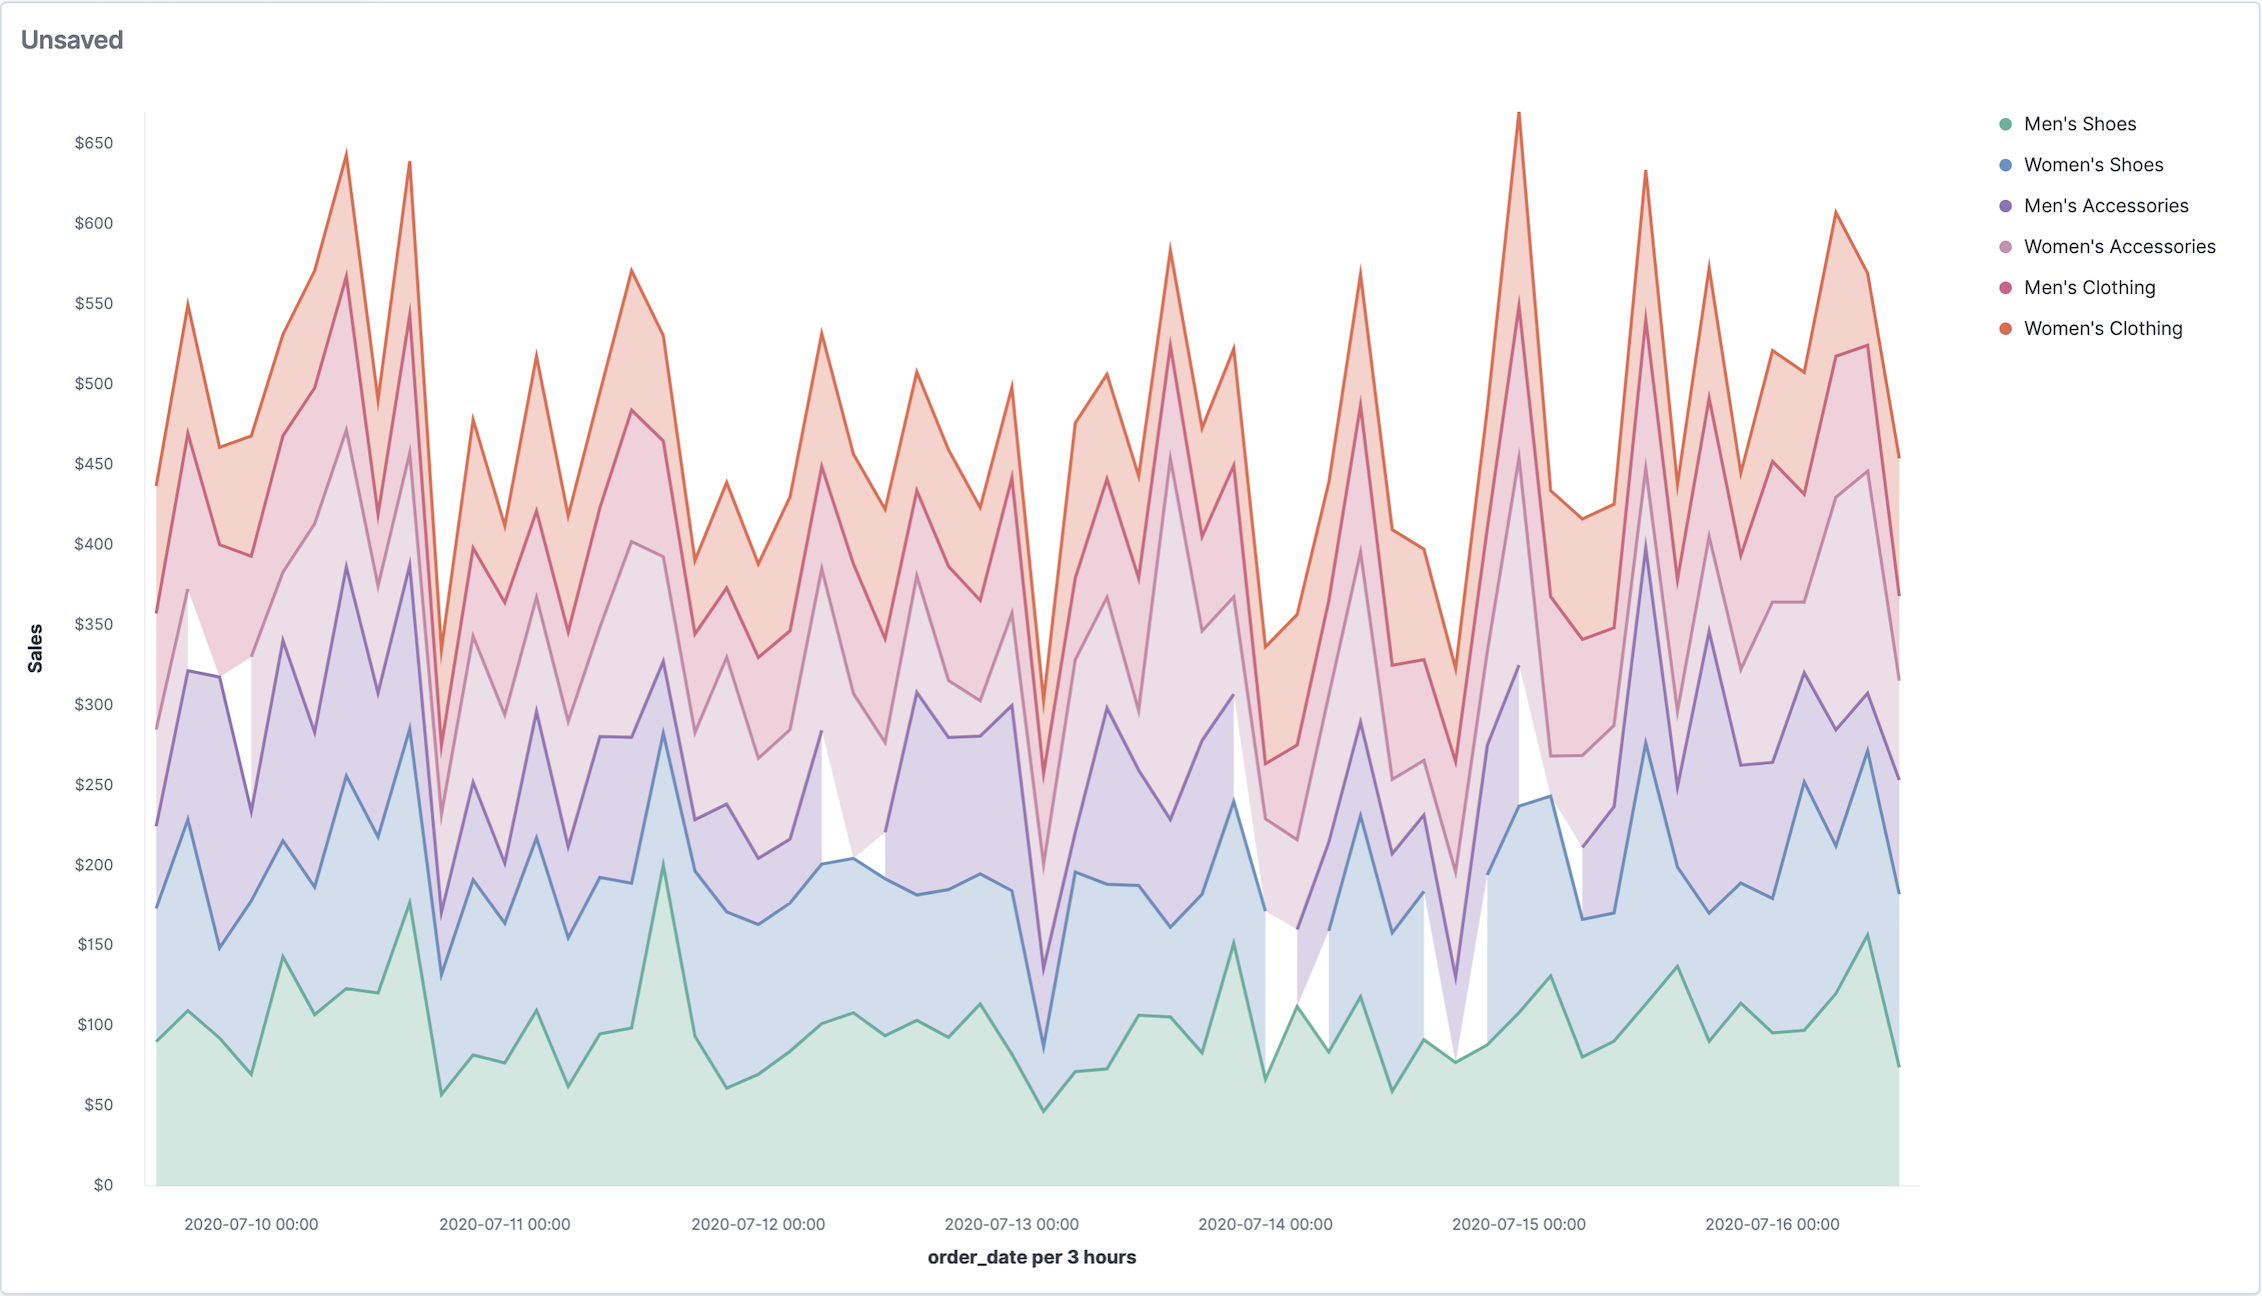 Unsaved
$650
$600
$550
$500
$450
$400
$350
$300
$250
$200
$150
$100
$50
$0
Sales
2020-07-10 00:00
2020-07-11 00:00
2020-07-12 00:00
2020-07-13 00:00
2020-07-14 00:00
2020-07-15 00:00
2020-07-16 00:00
order_date per 3 hours
Men's Shoes
Women's Shoes
Men's Accessories
Women's Accessories
Men's Clothing
Women's Clothing